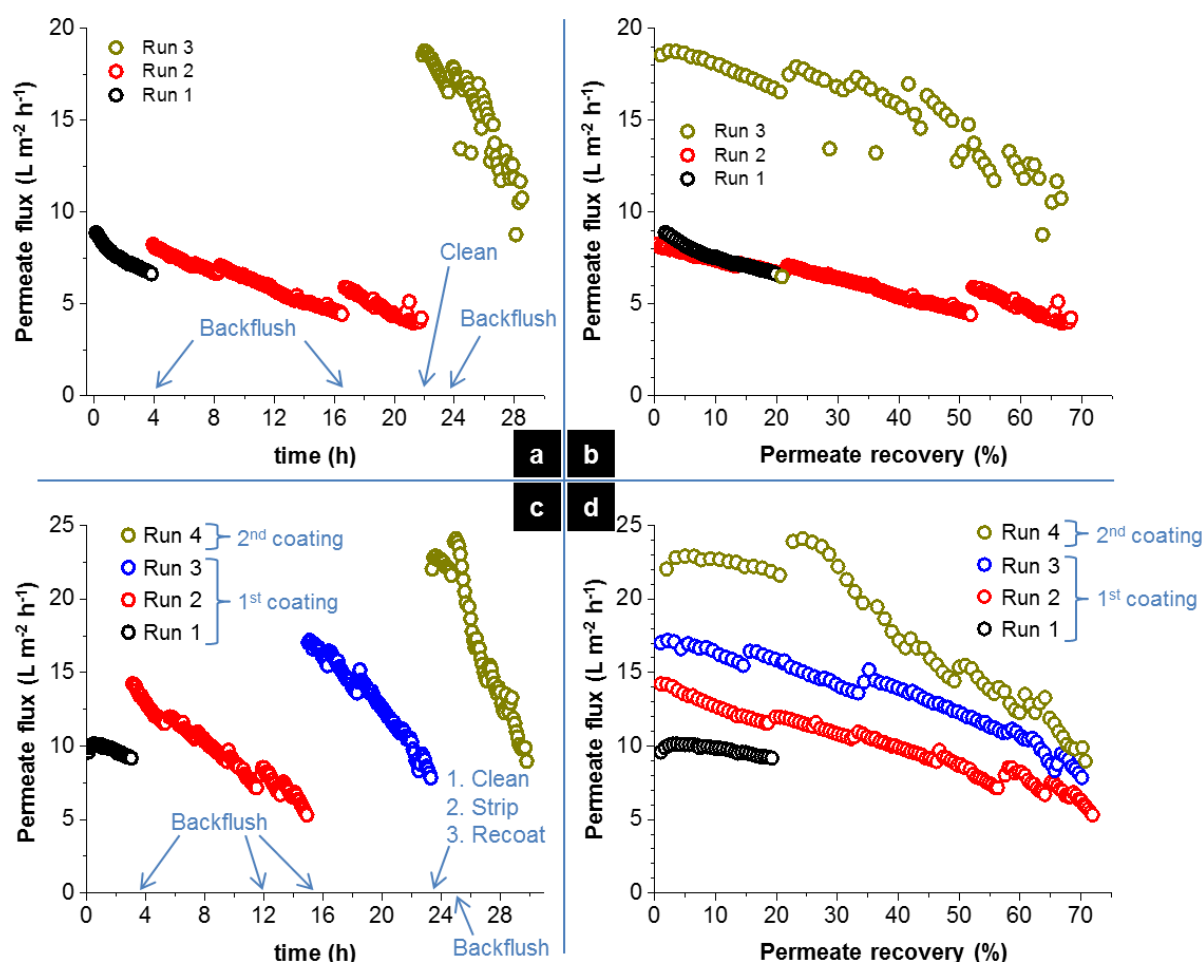 20
15
10
5
0
Permeate flux (L m⁻² h⁻¹)
Run 3
Run 2
Run 1
Clean
Backflush
Backflush
0 4 8 12 16 20 24 28
time (h)
a
20
15
10
5
0
Permeate flux (L m⁻² h⁻¹)
Run 3
Run 2
Run 1
0 10 20 30 40 50 60 70
Permeate recovery (%)
b
25
20
15
10
5
0
Permeate flux (L m⁻² h⁻¹)
c
Run 4
2nd coating
Run 3
Run 2
1st coating
Run 1
1. Clean
2. Strip
3. Recoat
Backflush
0 4 8 12 16 20 24 28
Backflush
time (h)
25
20
15
10
5
0
Permeate flux (L m⁻² h⁻¹)
d
Run 4
2nd coating
Run 3
Run 2
1st coating
Run 1
0 10 20 30 40 50 60 70
Permeate recovery (%)